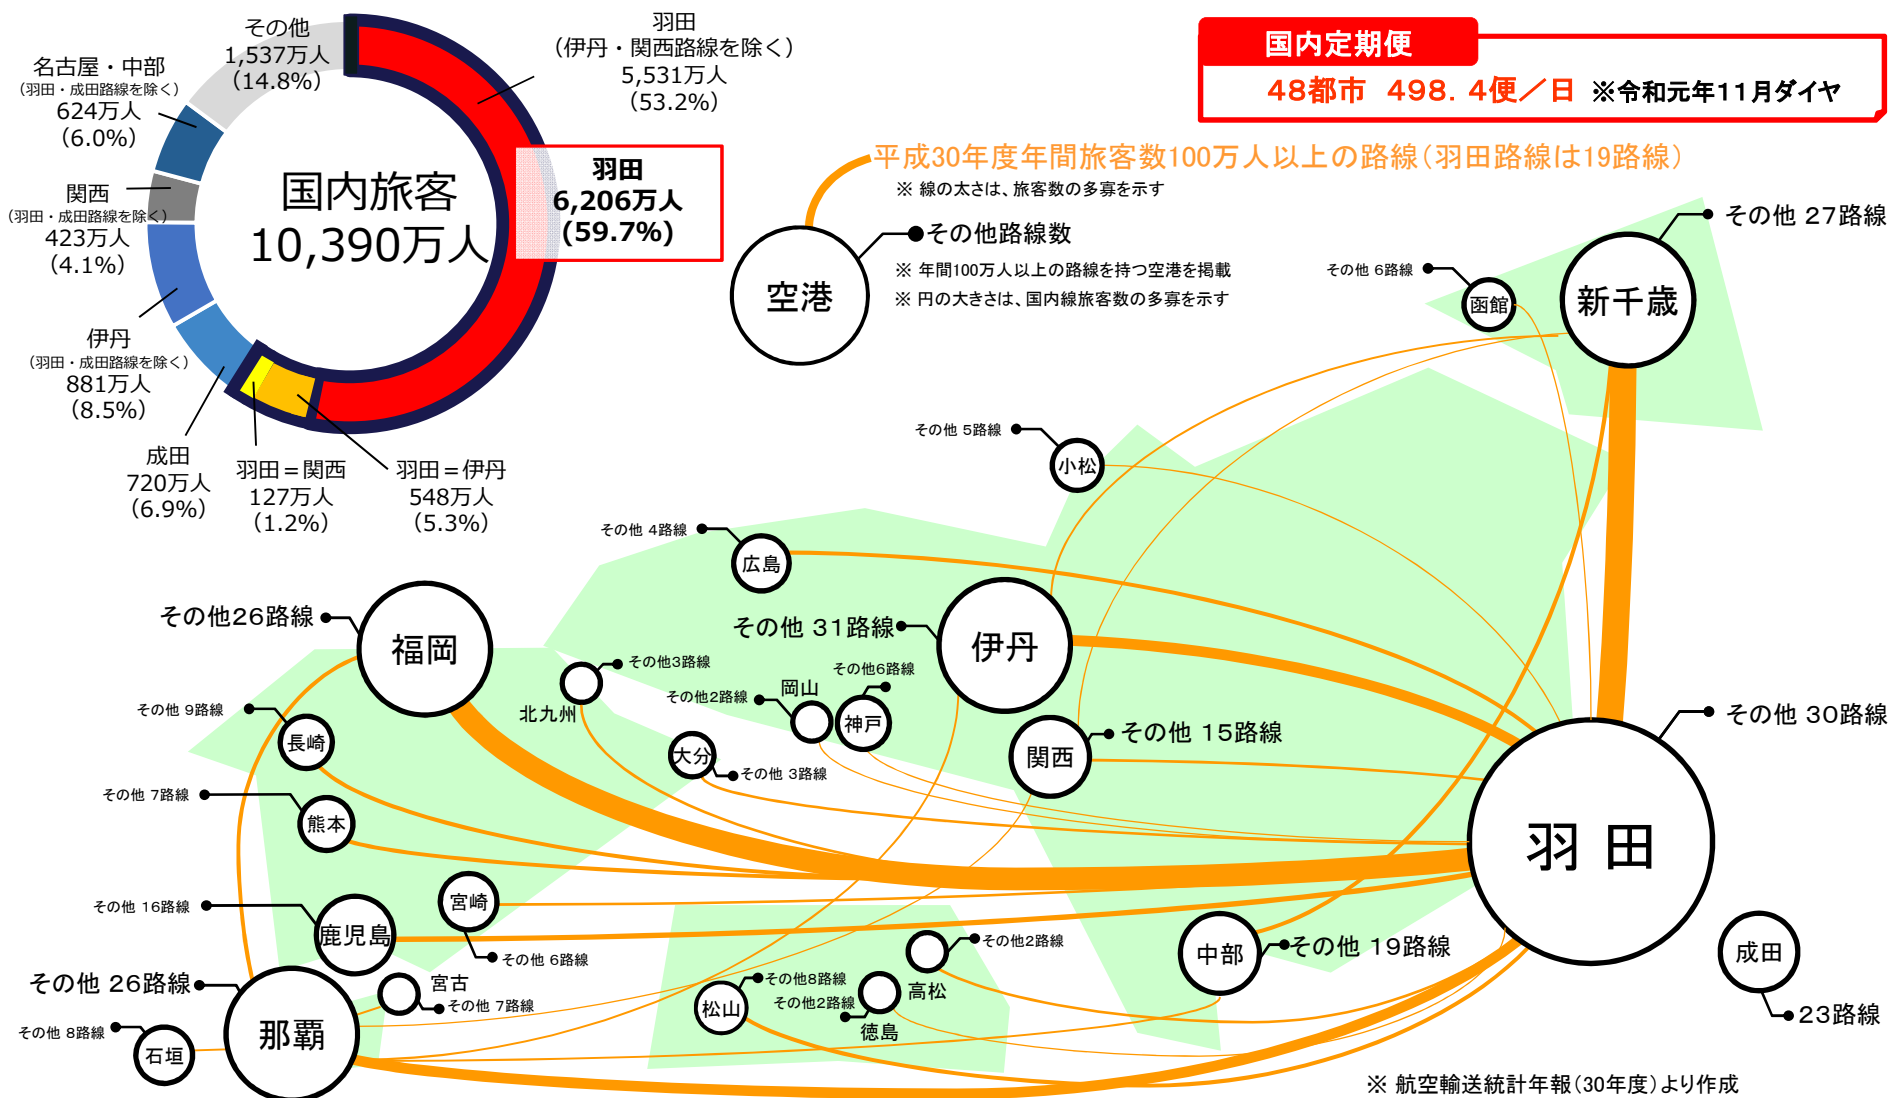 その他
1,537万人
(14.8%)
羽田
(伊丹・関西路線を除く)
5,531万人
(53.2%)
名古屋・中部
(羽田・成田路線を除く)
624万人
(6.0%)
関西
(羽田・成田路線を除く)
423万人
(4.1%)
伊丹
(羽田・成田路線を除く)
881万人
(8.5%)
成田
720万人
(6.9%)
羽田=関西
127万人
(1.2%)
羽田=伊丹
548万人
(5.3%)
国内旅客
10,390万人
羽田
6,206万人
(59.7%)
国内定期便
48都市 498.4便/日 ※令和元年11月ダイヤ
平成30年度年間旅客数100万人以上の路線(羽田路線は19路線)
※ 線の太さは、旅客数の多寡を示す
その他路線数
空港
※ 年間100万人以上の路線を持つ空港を掲載
※ 円の大きさは、国内線旅客数の多寡を示す
その他 27路線
新千歳
その他 6路線
函館
その他 5路線
小松
その他 4路線
広島
その他26路線
福岡
その他 31路線
伊丹
その他3路線
北九州
その他2路線
岡山
その他6路線
神戸
その他 9路線
長崎
大分
その他 3路線
関西
その他 15路線
その他 30路線
羽田
その他 7路線
熊本
その他 16路線
鹿児島
宮崎
その他 6路線
その他 26路線
那覇
宮古
その他 7路線
その他 8路線
石垣
松山
その他8路線
その他2路線
徳島
その他2路線
高松
中部
その他 19路線
成田
23路線
※ 航空輸送統計年報(30年度)より作成